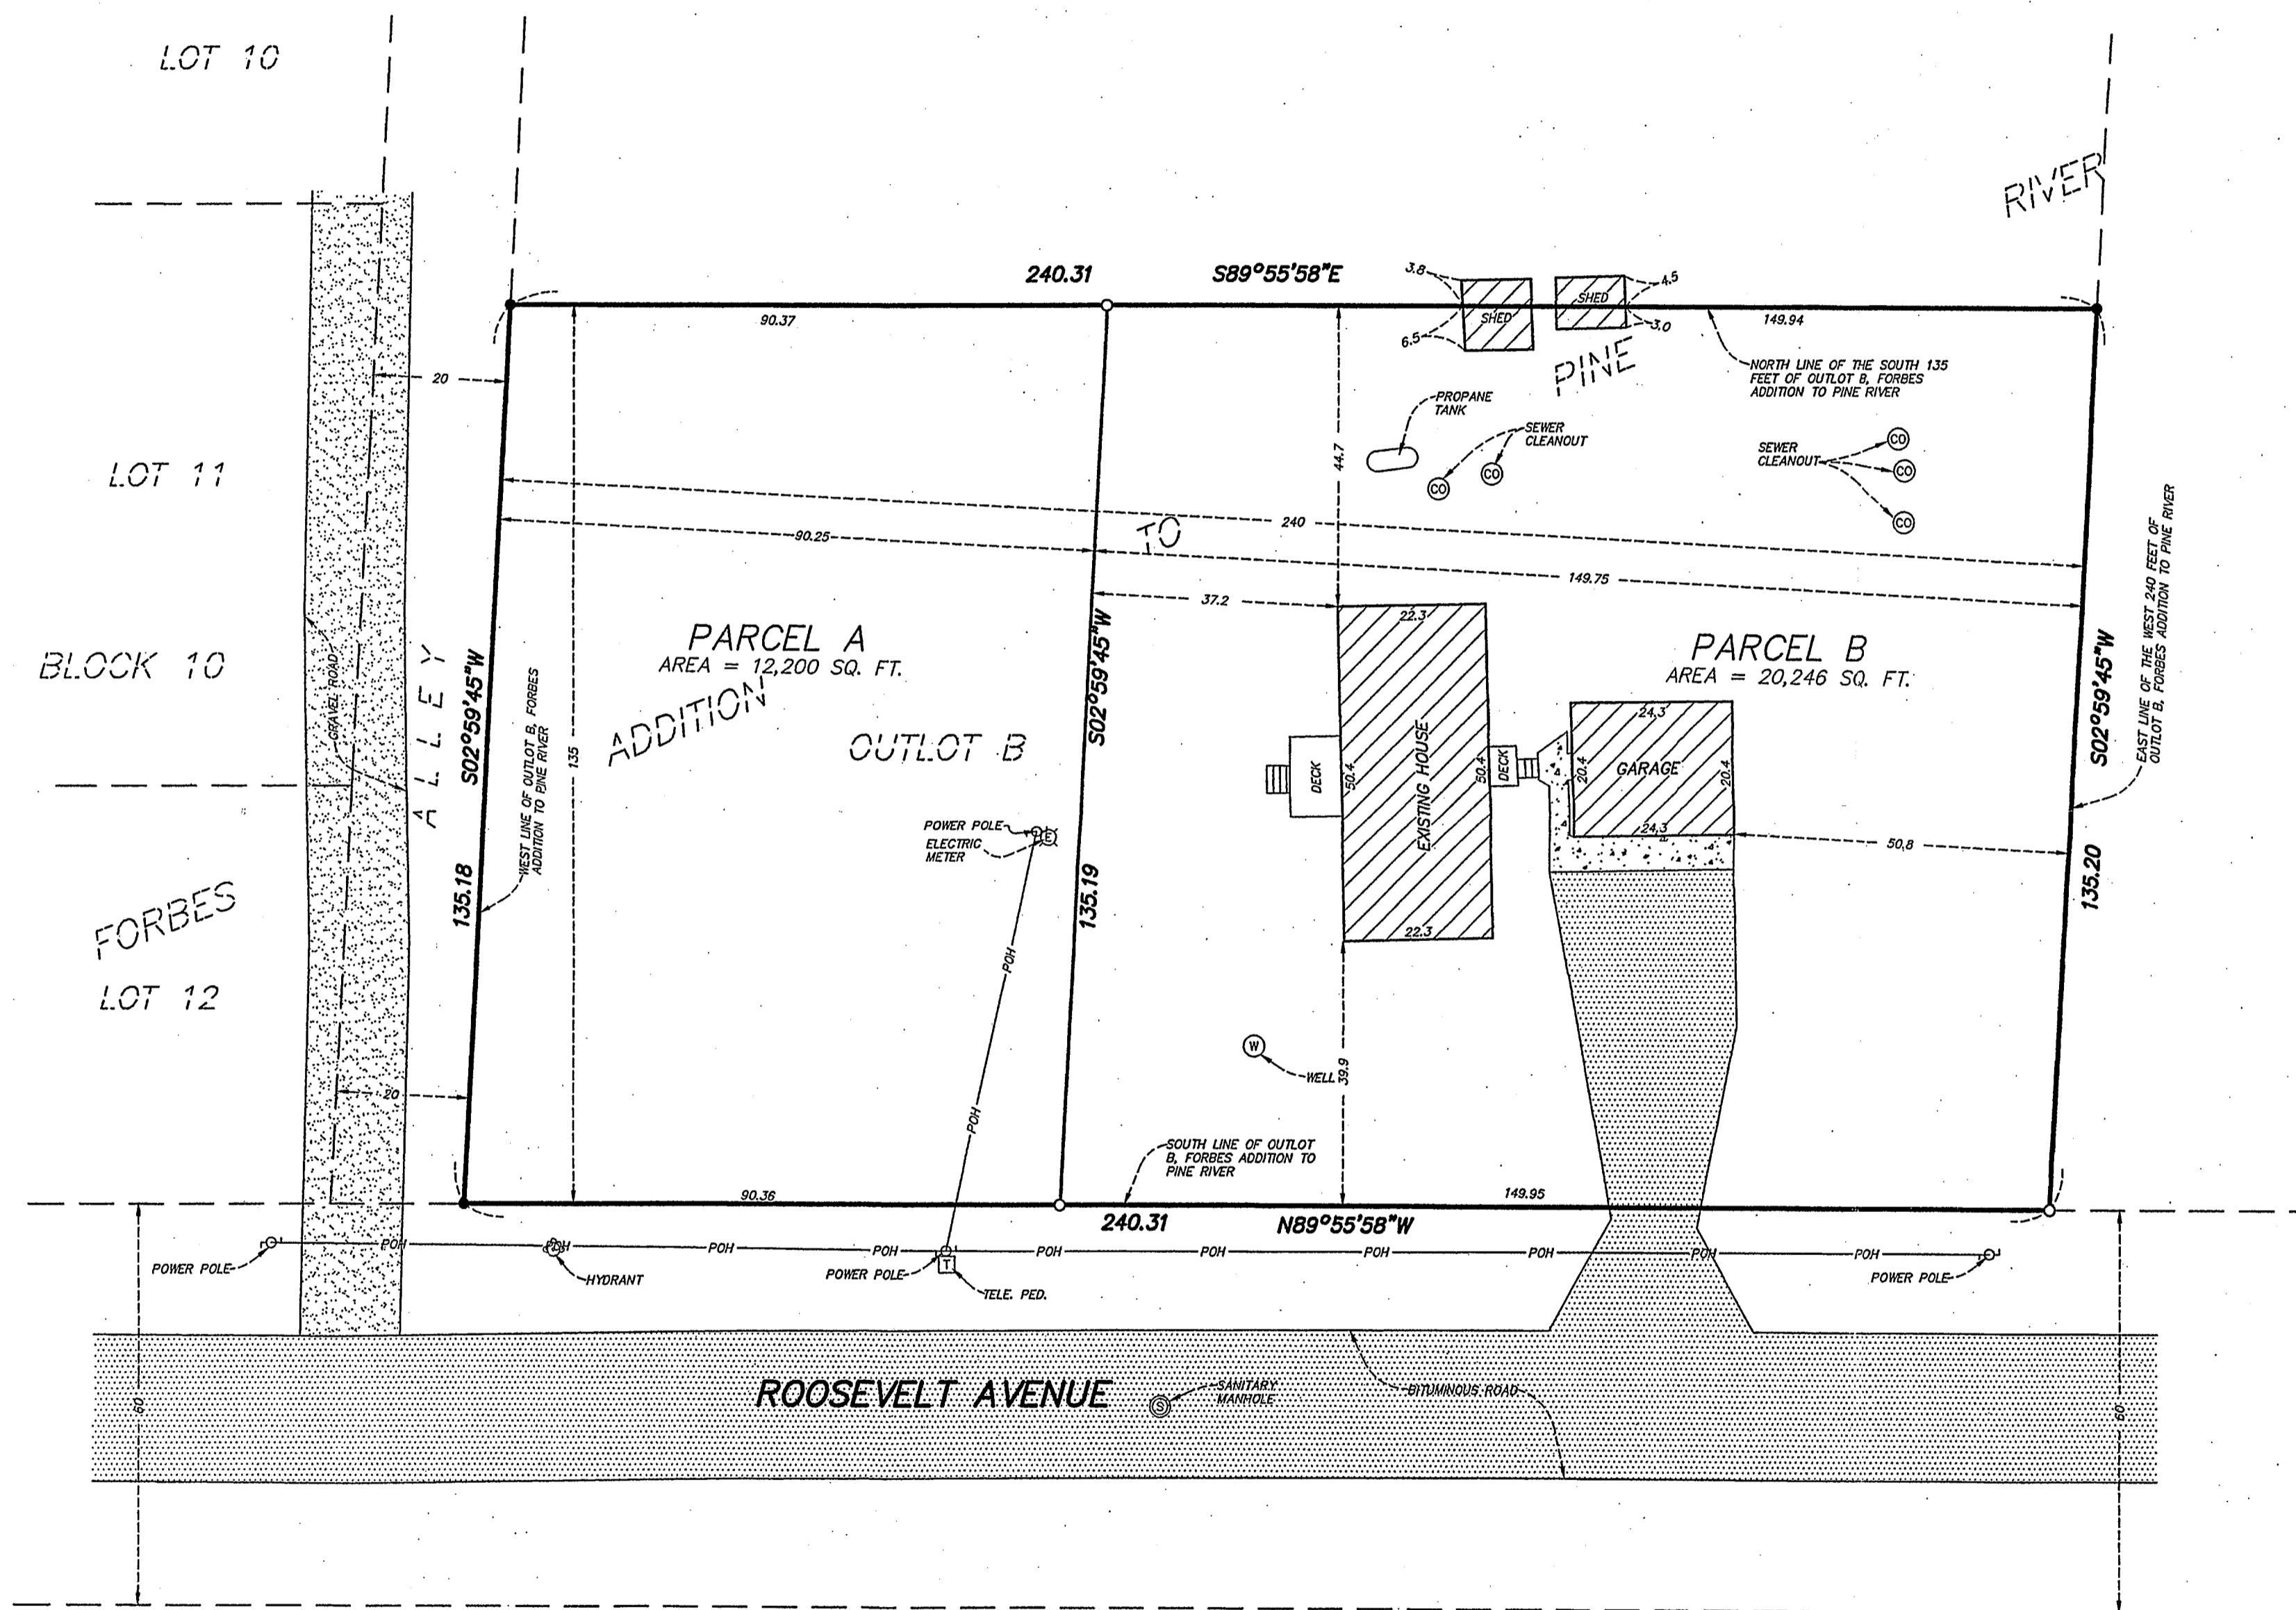 LOT 10
RIVER
240.31
S89°55'58"E
3.8
SHED
SHED
4.5
90.37
6.5
3.0
149.94
PINE
NORTH LINE OF THE SOUTH 135
FEET OF OUTLOT B, FORBES
ADDITION TO PINE RIVER
20
PROPANE
TANK
SEWER
CLEANOUT
SEWER
CLEANOUT
CO
CO
CO
CO
CO
44.7
LOT 11
240
TO
90.25
149.75
37.2
22.3
PARCEL A
AREA = 12,200 SQ. FT.
PARCEL B
AREA = 20,246 SQ. FT.
BLOCK 10
GRAVEL ROAD
ALLEY
S02°59'45"W
135.18
WEST LINE OF OUTLOT B, FORBES
ADDITION TO PINE RIVER
135
ADDITION
OUTLOT B
S02°59'45"W
135.19
DECK
50.4
EXISTING HOUSE
50.4
DECK
24.3
20.4
GARAGE
20.4
24.3
50.8
S02°59'45"W
135.20
EAST LINE OF THE WEST 240 FEET OF
OUTLOT B, FORBES ADDITION TO PINE RIVER
POWER POLE
ELECTRIC
METER
E
FORBES
LOT 12
22.3
POH
POH
W
WELL
39.9
20
SOUTH LINE OF OUTLOT
B, FORBES ADDITION TO
PINE RIVER
90.36
149.95
240.31
N89°55'58"W
POH POH POH POH POH POH POH POH POH POH
POWER POLE
HYDRANT
POWER POLE
T
TELE. PED.
POWER POLE
ROOSEVELT AVENUE
S
SANITARY
MANHOLE
BITUMINOUS ROAD
60
60